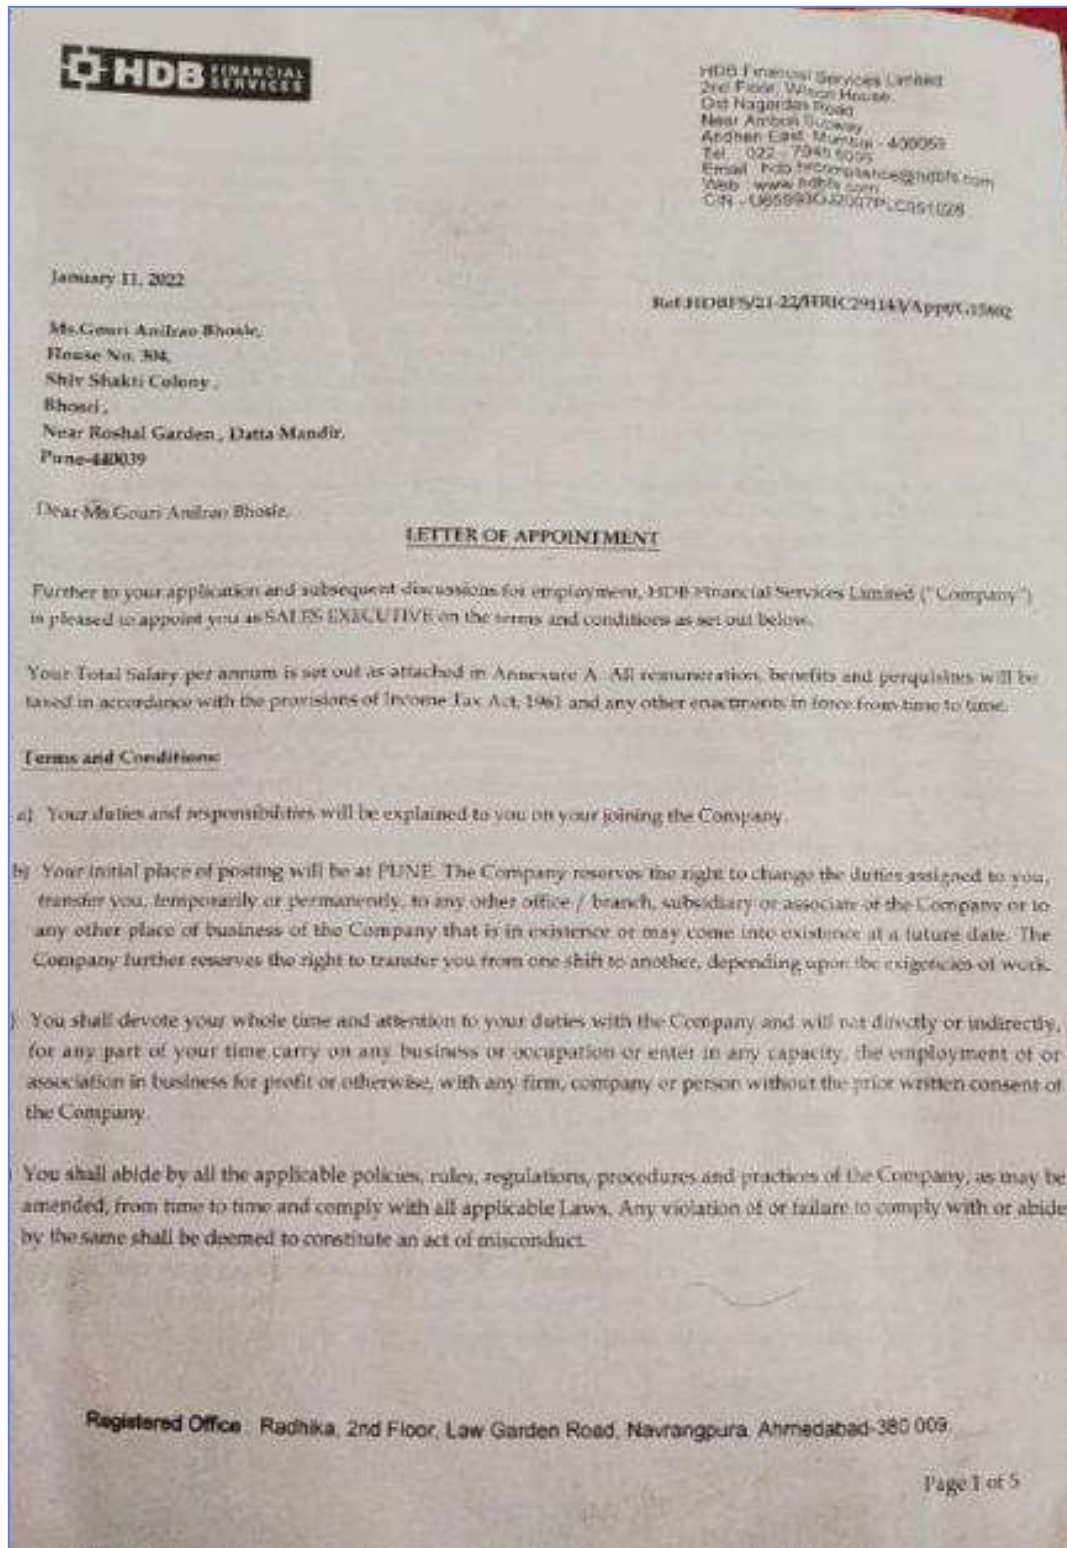 HDB FINANCIAL SERVICES
HDB Financial Services Limited
2nd Floor, Wilson House
Old Nagardas Road
Near Amboli Subway
Andheri East, Mumbai - 400069
Tel : 022 -
Email : hdb.hrcompliance@hdbfs.com
Web : www.hdbfs.com
CIN -
January 11, 2022
Ms.Gouri Anilrao Bhosle,
House No. 304,
Shiv Shakti Colony ,
Bhosri ,
Near Roshal Garden , Datta Mandir,
Pune-440039
Dear Ms.Gouri Anilrao Bhosle,
LETTER OF APPOINTMENT
Further to your application and subsequent discussions for employment, HDB Financial Services Limited ("Company")
is pleased to appoint you as SALES EXECUTIVE on the terms and conditions as set out below.
Your Total Salary per annum is set out as attached in Annexure A. All remuneration, benefits and perquisites will be
taxed in accordance with the provisions of Income Tax Act, 1961 and any other enactments in force from time to time.
Terms and Conditions:
a) Your duties and responsibilities will be explained to you on your joining the Company.
b) Your initial place of posting will be at PUNE. The Company reserves the right to change the duties assigned to you,
transfer you, temporarily or permanently, to any other office / branch, subsidiary or associate of the Company or to
any other place of business of the Company that is in existence or may come into existence at a future date. The
Company further reserves the right to transfer you from one shift to another, depending upon the exigencies of work.
) You shall devote your whole time and attention to your duties with the Company and will not directly or indirectly,
for any part of your time carry on any business or occupation or enter in any capacity, the employment of or
association in business for profit or otherwise, with any firm, company or person without the prior written consent of
the Company.
You shall abide by all the applicable policies, rules, regulations, procedures and practices of the Company, as may be
amended, from time to time and comply with all applicable Laws. Any violation of or failure to comply with or abide
by the same shall be deemed to constitute an act of misconduct.
Registered Office : Radhika, 2nd Floor, Law Garden Road, Navrangpura, Ahmedabad-380 009.
Page 1 of 5